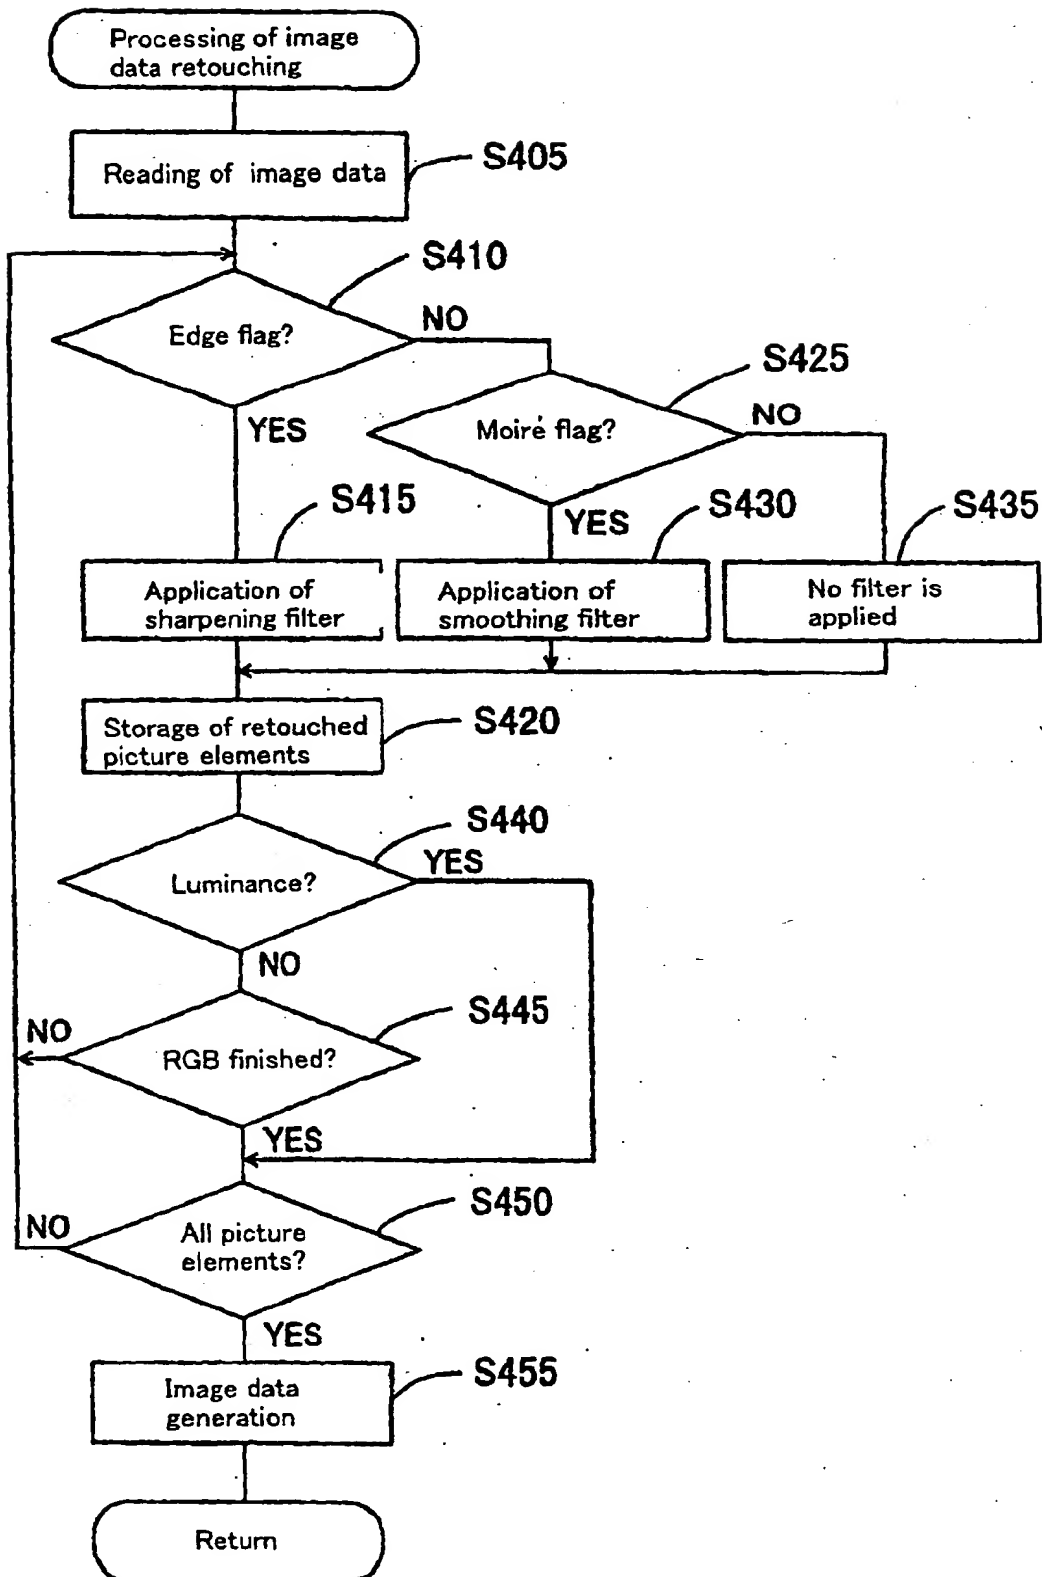 Processing of image
data retouching
Reading of image data
S405
S410
Edge flag?
NO
S425
Moiré flag?
NO
YES
S415
YES
S430
S435
Application of
sharpening filter
Application of
smoothing filter
No filter is
applied
Storage of retouched
picture elements
S420
S440
Luminance?
YES
NO
S445
RGB finished?
NO
YES
S450
All picture
elements?
NO
YES
Image data
generation
S455
Return